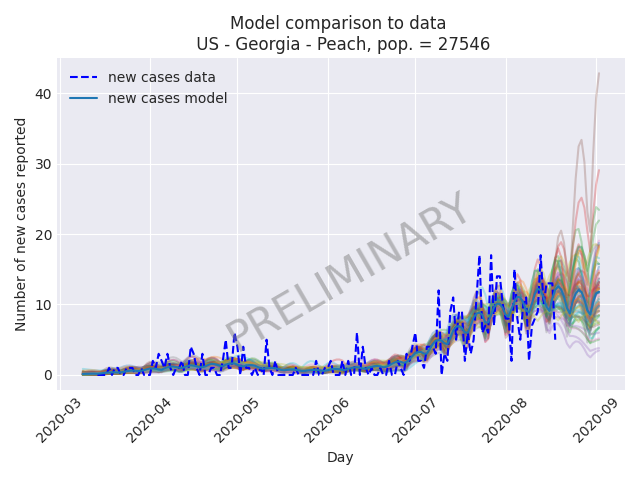 Model comparison to data
US - Georgia - Peach, pop. = 27546
new cases data
new cases model
Number of new cases reported
40
30
20
10
0
PRELIMINARY
2020-03
2020-04
2020-05
2020-06
2020-07
2020-08
2020-09
Day